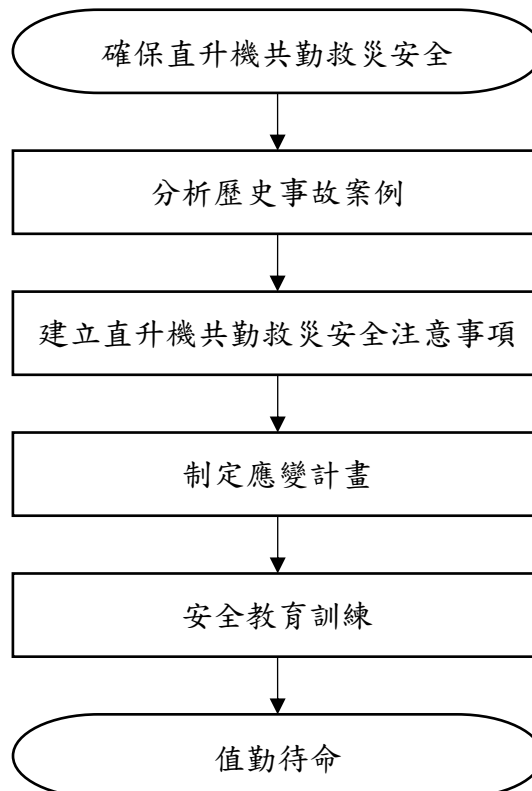 確保直升機共勤救災安全
分析歷史事故案例
建立直升機共勤救災安全注意事項
制定應變計畫
安全教育訓練
值勤待命